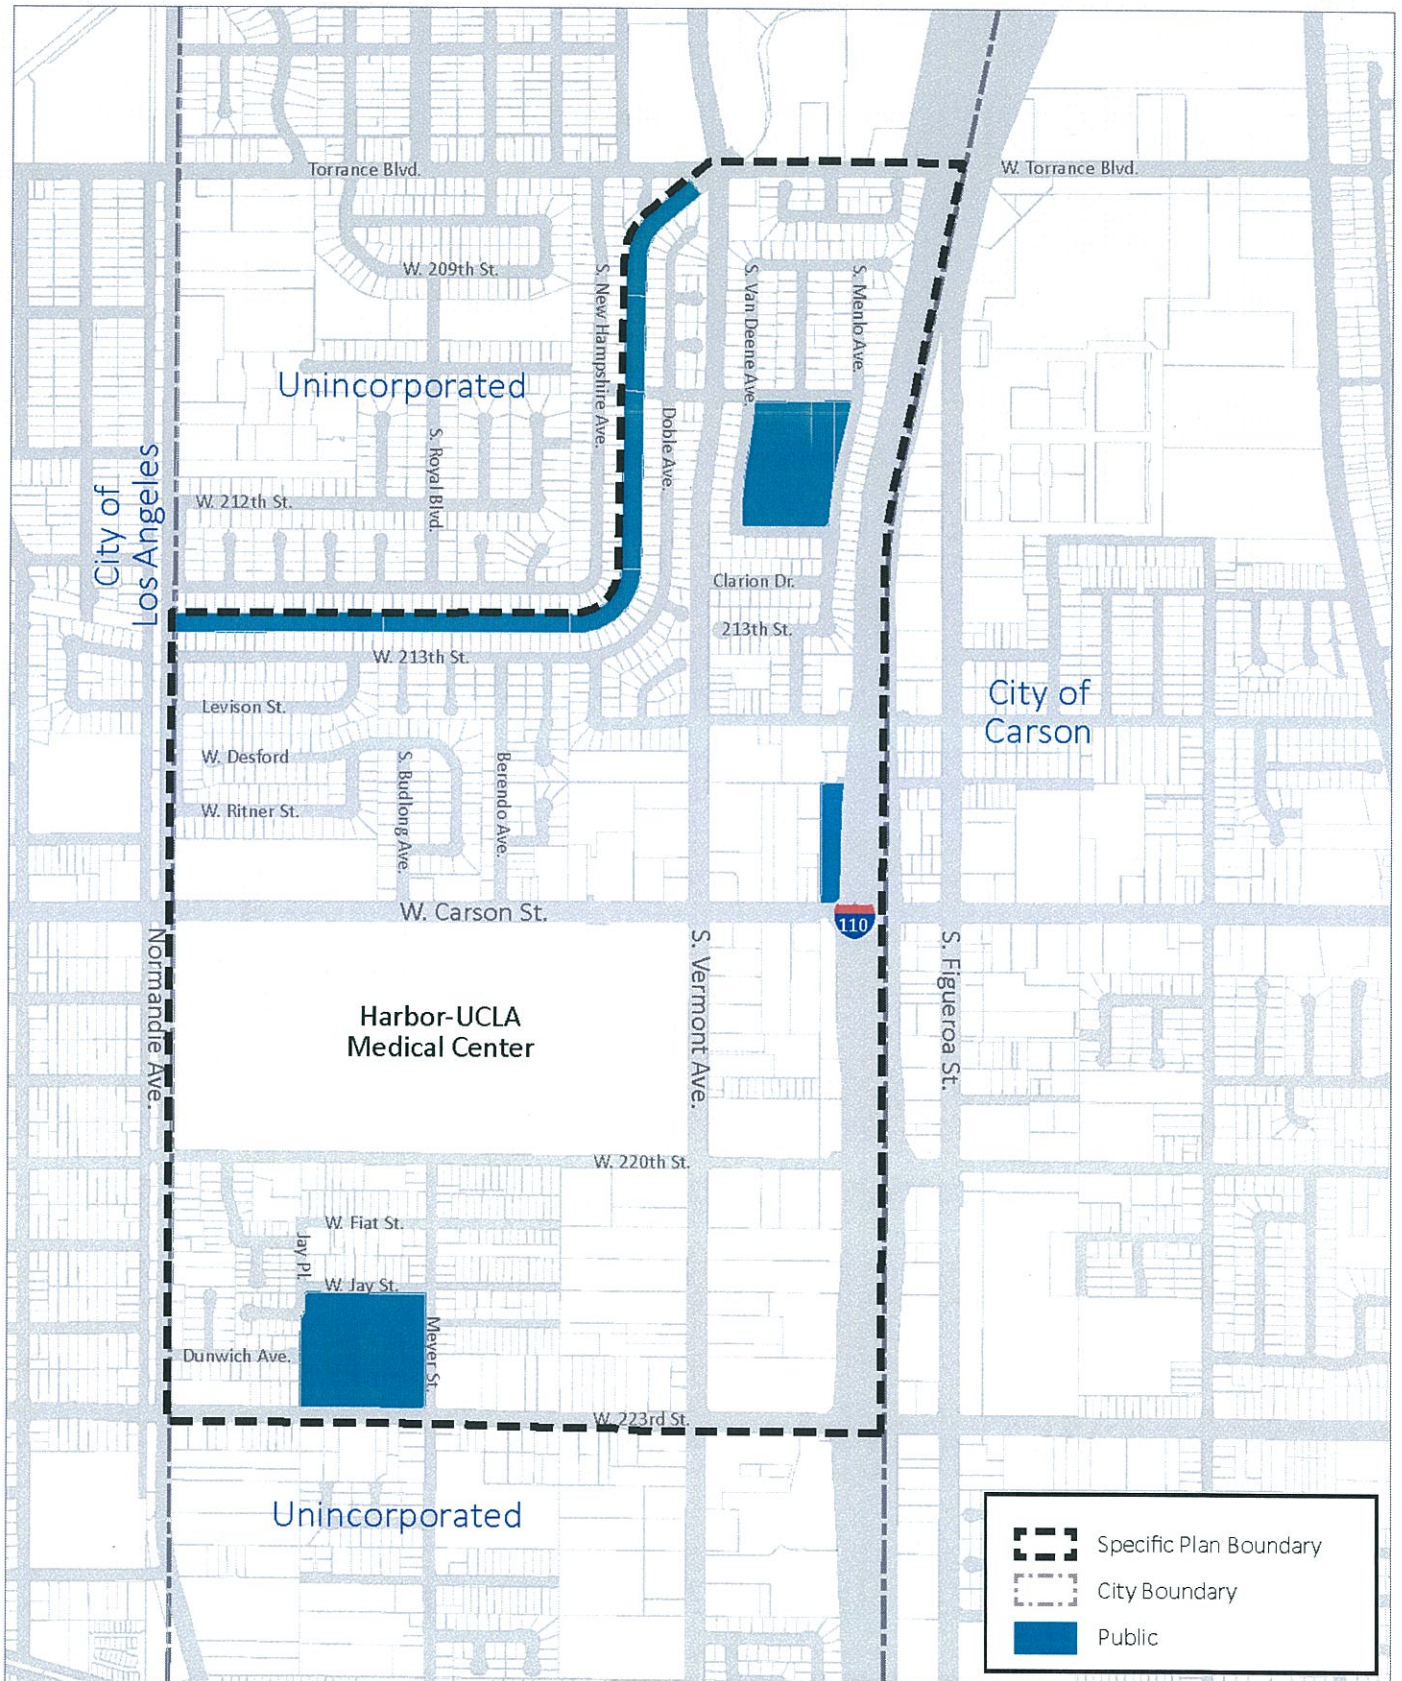 Torrance Blvd.
W. Torrance Blvd.
W. 209th St.
S. New Hampshire Ave.
S. Van Deene Ave.
S. Menlo Ave.
Unincorporated
Doble Ave.
S. Royal Blvd.
City of
Los Angeles
W. 212th St.
Clarion Dr.
213th St.
W. 213th St.
City of
Carson
Levison St.
W. Desford
S. Budlong Ave.
Berendo Ave.
W. Ritner St.
W. Carson St.
110
Normandie Ave.
S. Vermont Ave.
S. Figueroa St.
Harbor-UCLA
Medical Center
W. 220th St.
W. Fiat St.
Jay Pl.
W. Jay St.
Meyer St.
Dunwich Ave.
W. 223rd St.
Unincorporated
Specific Plan Boundary
City Boundary
Public